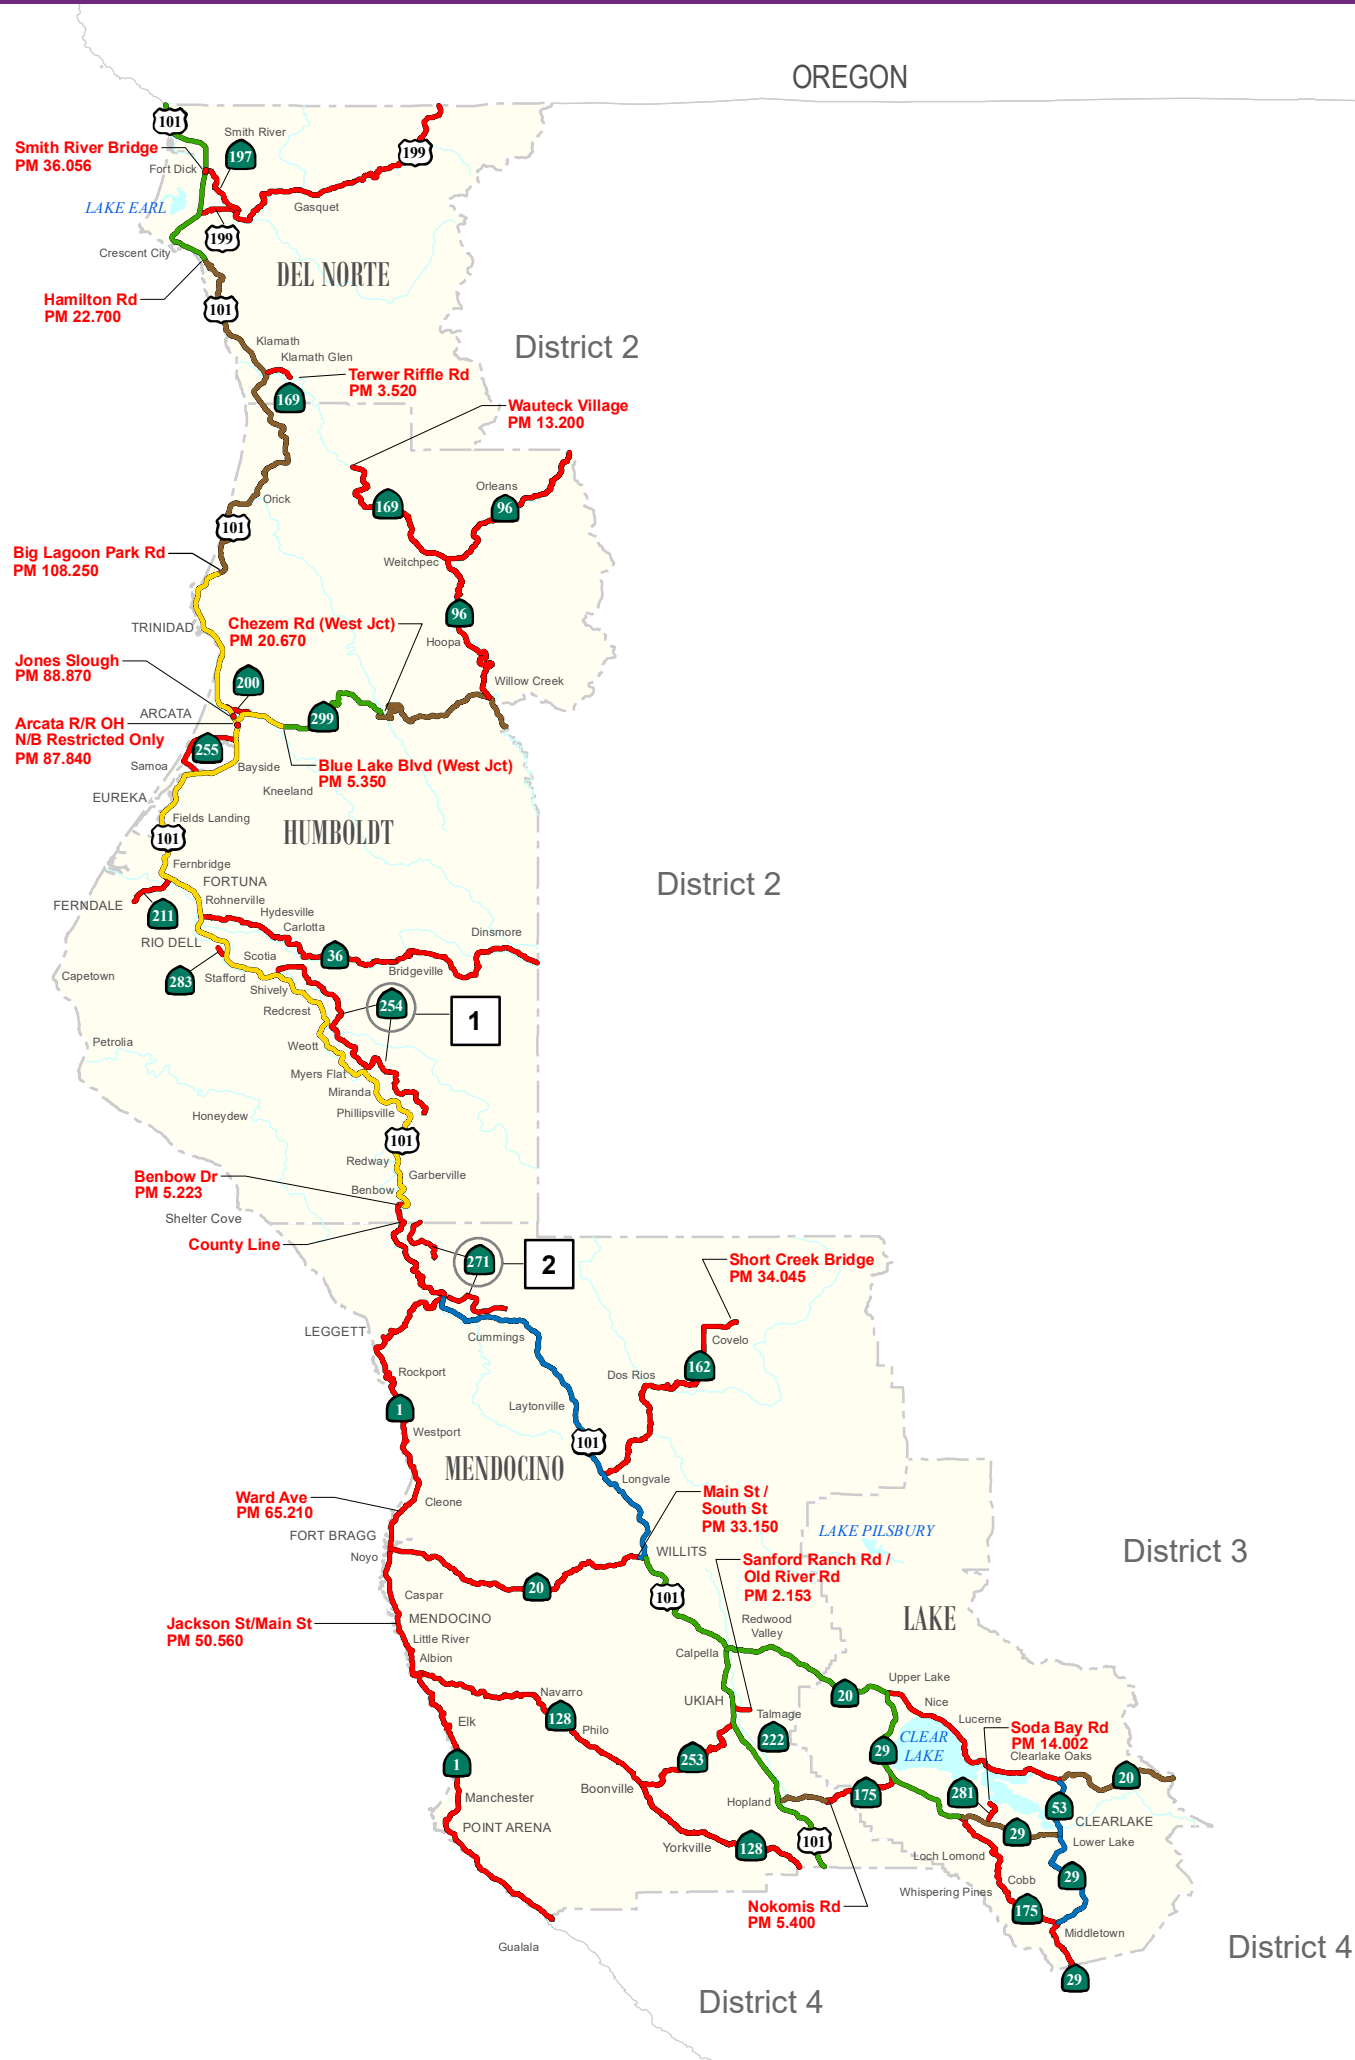 OREGON
101
Smith River
199
Smith River Bridge
PM 36.056
197
Fort Dick
LAKE EARL
Gasquet
199
Crescent City
DEL NORTE
Hamilton Rd
PM 22.700
101
Klamath
District 2
Klamath Glen
Terwer Riffle Rd
PM 3.520
169
Wauteck Village
PM 13.200
Orleans
Orick
169
96
101
Big Lagoon Park Rd
PM 108.250
Weitchpec
96
TRINIDAD
Chezem Rd (West Jct)
PM 20.670
Hoopa
Jones Slough
PM 88.870
200
Willow Creek
ARCATA
299
Arcata R/R OH
N/B Restricted Only
PM 87.840
255
Samoa
Bayside
Blue Lake Blvd (West Jct)
PM 5.350
Kneeland
EUREKA
Fields Landing
101
HUMBOLDT
Fernbridge
District 2
FORTUNA
Rohnerville
FERNDALE
211
Hydesville
Carlotta
Dinsmore
RIO DELL
Scotia
36
Capetown
283
Stafford
Bridgeville
Shively
254
1
Redcrest
Petrolia
Weott
Myers Flat
Miranda
Honeydew
Phillipsville
101
Redway
Garberville
Benbow Dr
PM 5.223
Benbow
Shelter Cove
County Line
271
2
Short Creek Bridge
PM 34.045
LEGGETT
Cummings
Covelo
162
Rockport
Dos Rios
1
Laytonville
Westport
101
MENDOCINO
Longvale
Ward Ave
PM 65.210
Cleone
Main St /
South St
PM 33.150
FORT BRAGG
LAKE PILSBURY
District 3
Noyo
WILLITS
Sanford Ranch Rd /
Old River Rd
PM 2.153
20
101
Caspar
MENDOCINO
Jackson St/Main St
PM 50.560
Redwood
Valley
LAKE
Little River
Calpella
Albion
Upper Lake
20
Navarro
UKIAH
Nice
Talmage
Lucerne
Elk
128
Philo
222
Soda Bay Rd
PM 14.002
CLEAR
LAKE
29
Clearlake Oaks
1
253
20
Boonville
Hopland
175
281
Manchester
53
CLEARLAKE
POINT ARENA
29
Lower Lake
Yorkville
128
101
Loch Lomond
29
Cobb
Whispering Pines
Nokomis Rd
PM 5.400
175
Middletown
Gualala
District 4
29
District 4